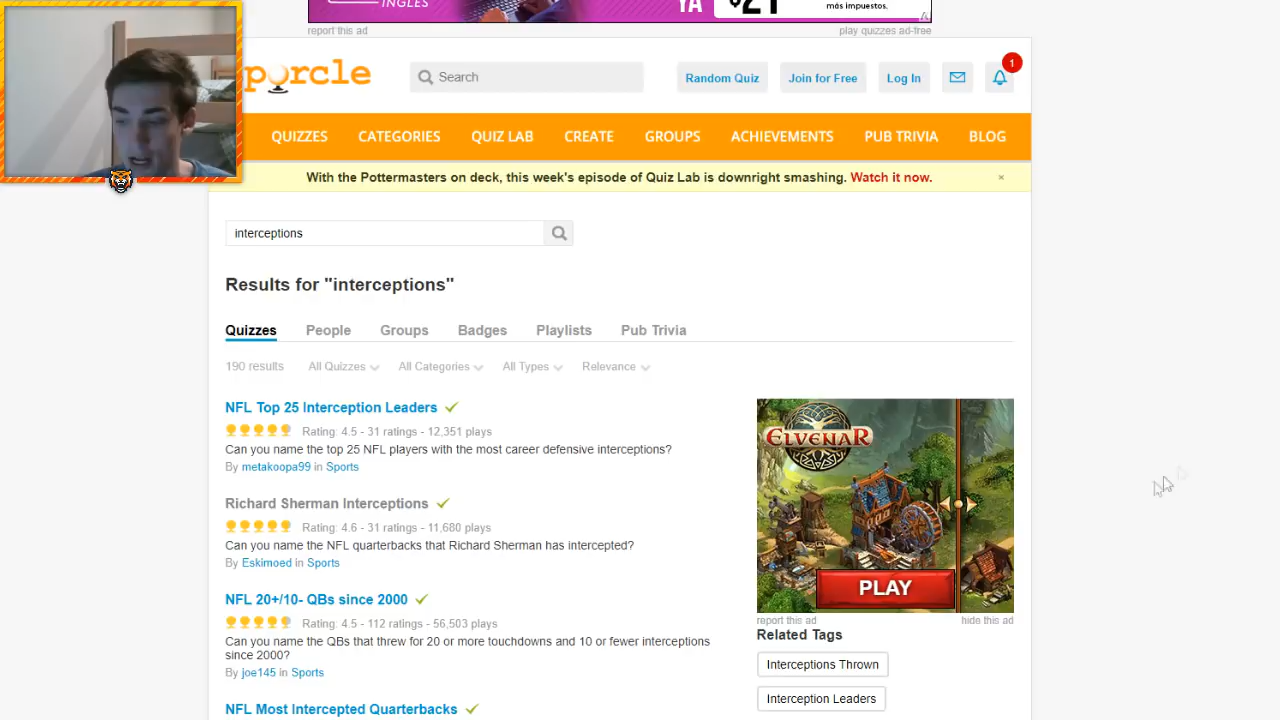 INGLES
YA
$21
más impuestos.
report this ad
play quizzes ad-free
porcle
Search
Random Quiz
Join for Free
Log In
1
QUIZZES
CATEGORIES
QUIZ LAB
CREATE
GROUPS
ACHIEVEMENTS
PUB TRIVIA
BLOG
With the Pottermasters on deck, this week's episode of Quiz Lab is downright smashing. Watch it now.
×
interceptions
Results for "interceptions"
Quizzes
People
Groups
Badges
Playlists
Pub Trivia
190 results
All Quizzes
All Categories
All Types
Relevance
NFL Top 25 Interception Leaders
Rating: 4.5 - 31 ratings - 12,351 plays
Can you name the top 25 NFL players with the most career defensive interceptions?
By metakoopa99 in Sports
Richard Sherman Interceptions
Rating: 4.6 - 31 ratings - 11,680 plays
Can you name the NFL quarterbacks that Richard Sherman has intercepted?
By Eskimoed in Sports
NFL 20+/10- QBs since 2000
Rating: 4.5 - 112 ratings - 56,503 plays
Can you name the QBs that threw for 20 or more touchdowns and 10 or fewer interceptions
since 2000?
By joe145 in Sports
NFL Most Intercepted Quarterbacks
ELVENAR
PLAY
report this ad
hide this ad
Related Tags
Interceptions Thrown
Interception Leaders